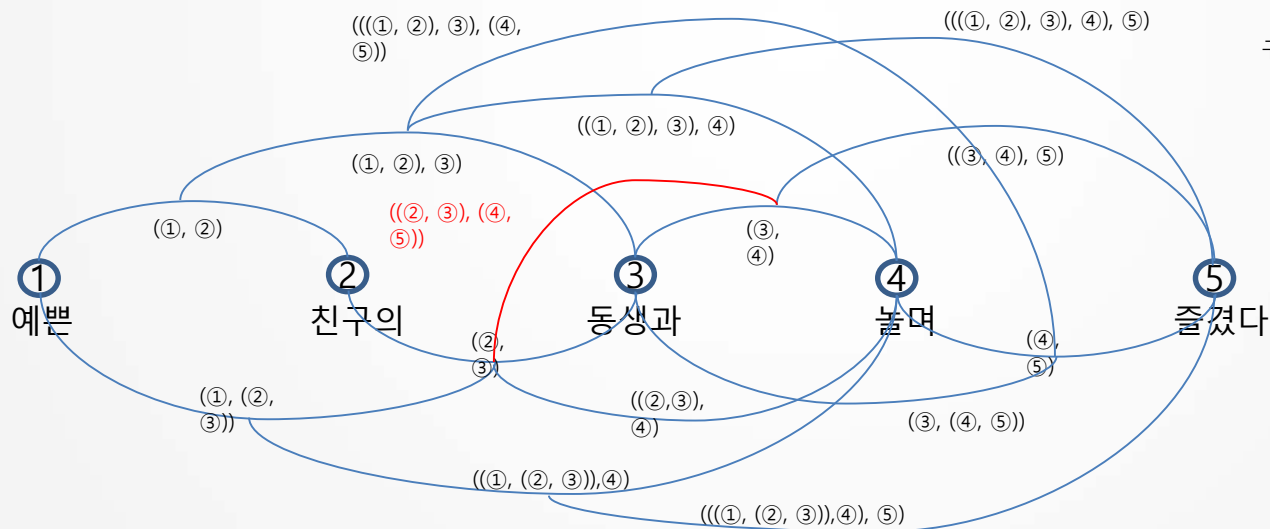 (((①, ②), ③), (④,
⑤))
(((①, ②), ③), ④), ⑤)
((①, ②), ③), ④)
(①, ②), ③)
((③, ④), ⑤)
((②, ③), (④,
⑤))
(①, ②)
(③,
④)
1
2
3
4
5
예쁜
친구의
동생과
놀며
즐겼다
(②,
③)
(④,
⑤)
(①, (②,
③))
((②,③),
④)
(③, (④, ⑤))
((①, (②, ③)),④)
(((①, (②, ③)),④), ⑤)